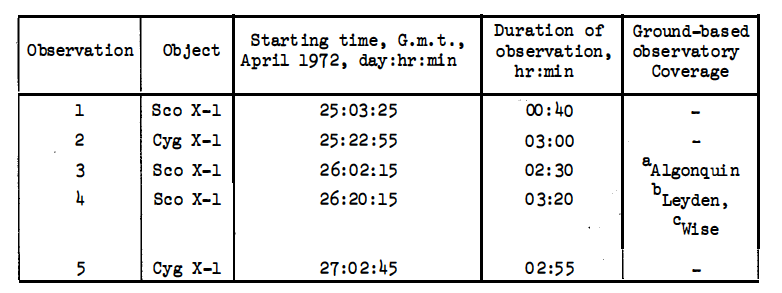 Observation Object Starting time, G.m.t., April 1972, day:hr:min Duration of observation, hr:min Ground-based observatory Coverage
1 Sco X-1 25:03:25 00:40 -
2 Cyg X-1 25:22:55 03:00 -
3 Sco X-1 26:02:15 02:30 aAlgonquin
4 Sco X-1 26:20:15 03:20 bLeyden,
cWise
5 Cyg X-1 27:02:45 02:55 -